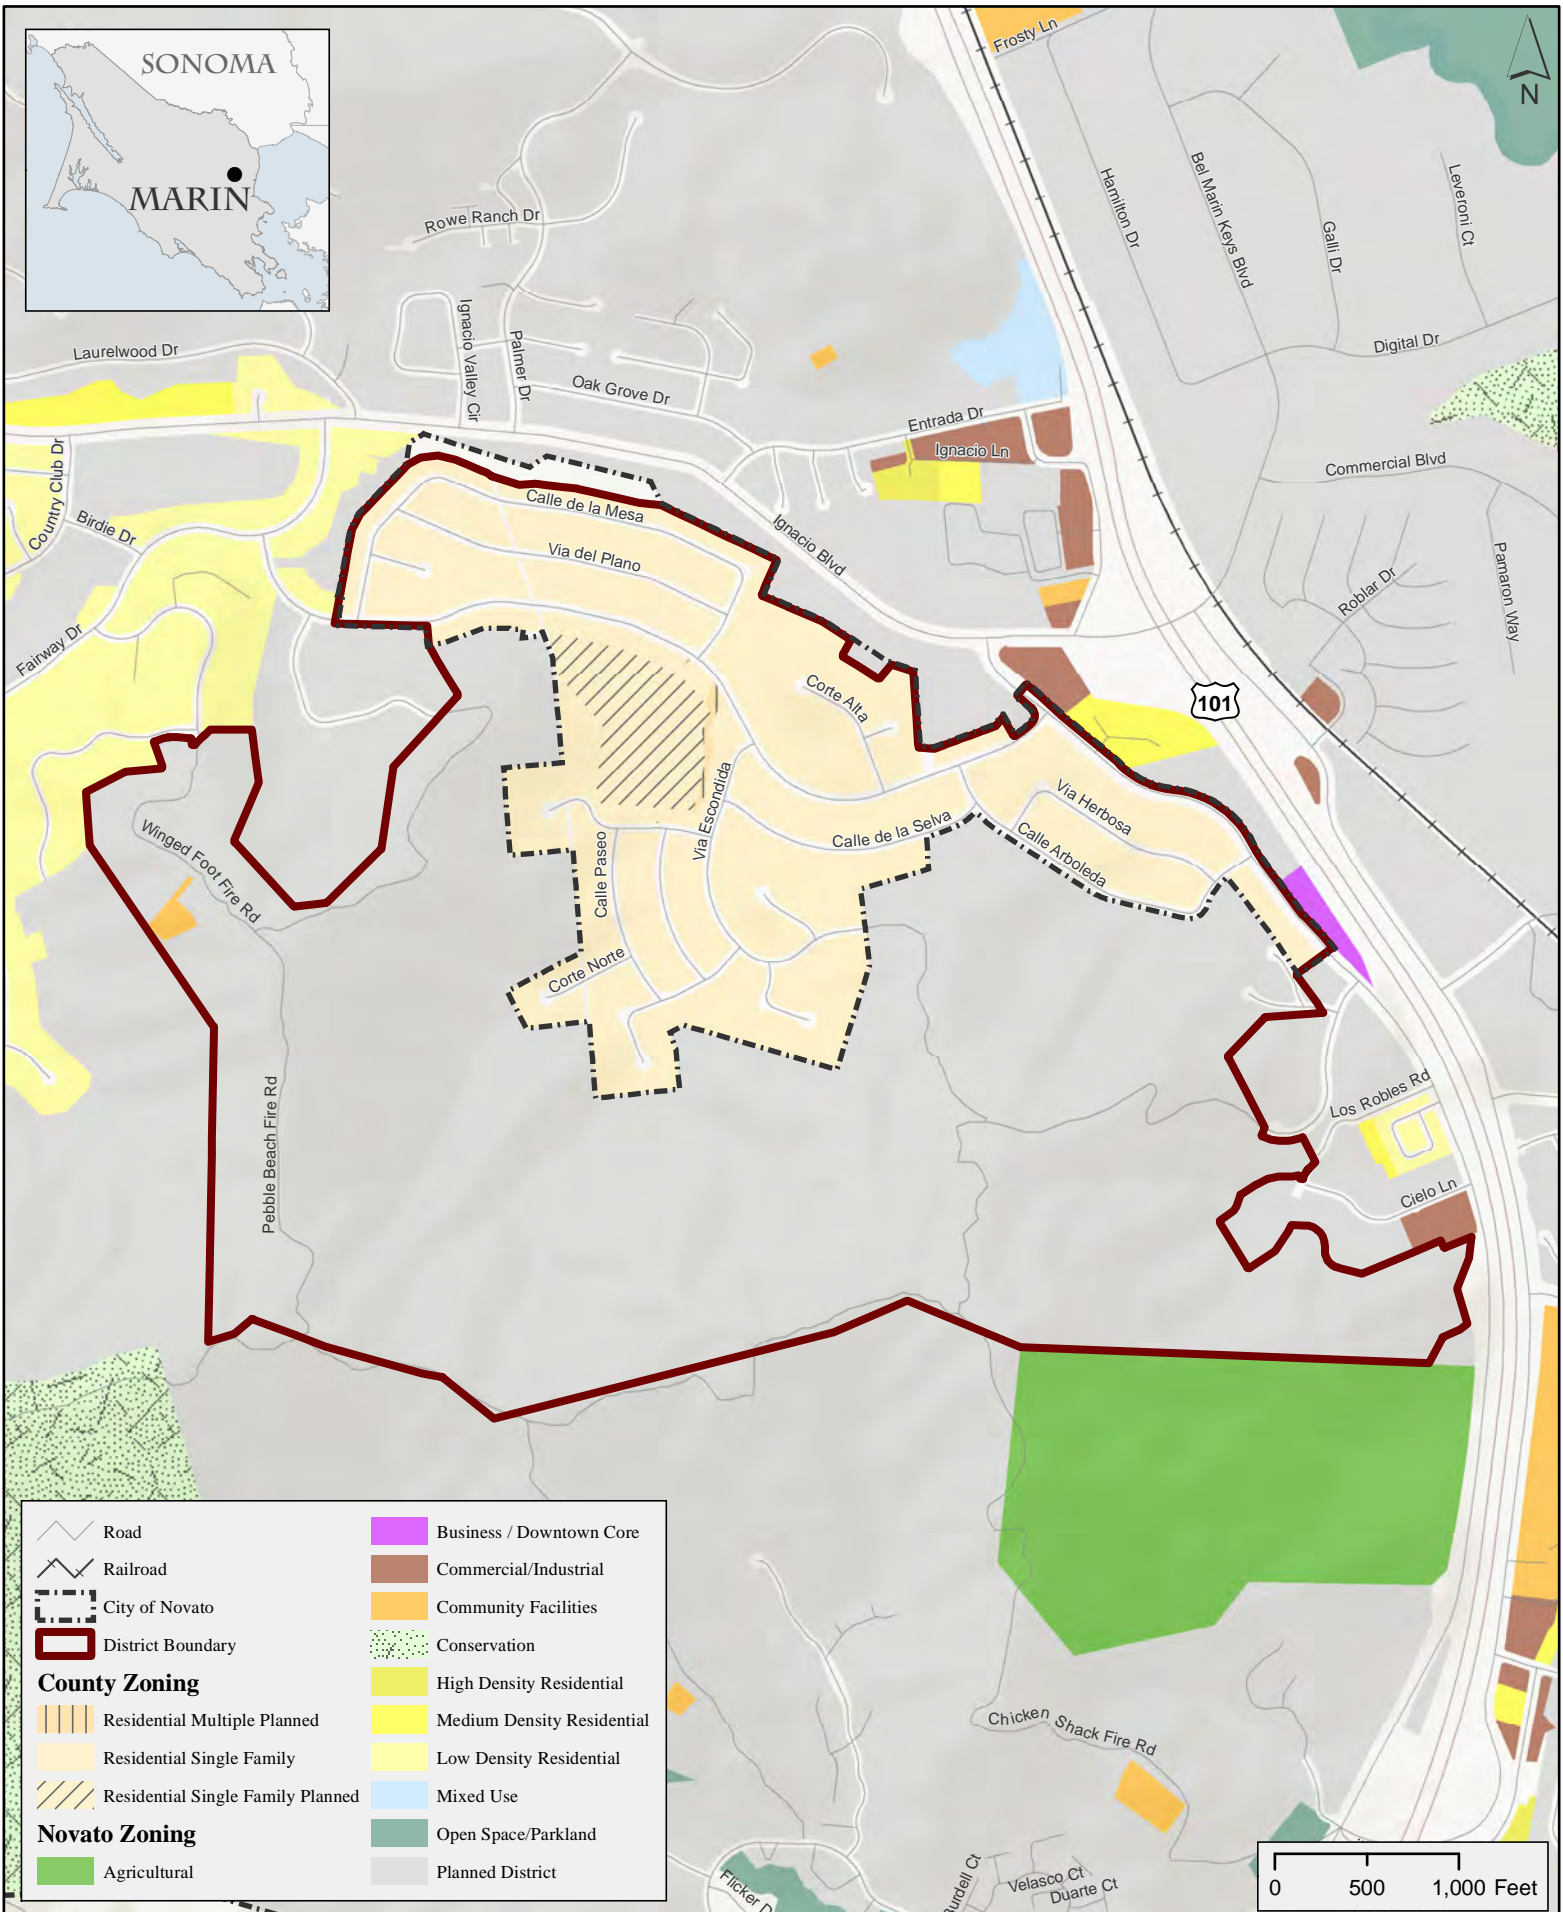 SONOMA
MARIN
Frosty Ln
N
Hamilton Dr
Bel Marin Keys Blvd
Galli Dr
Leveroni Ct
Rowe Ranch Dr
Ignacio Valley Cir
Palmer Dr
Laurelwood Dr
Digital Dr
Oak Grove Dr
Entrada Dr
Ignacio Ln
Commercial Blvd
Country Club Dr
Birdie Dr
Calle de la Mesa
Via del Plano
Ignacio Blvd
Roblar Dr
Pamaron Way
Fairway Dr
Corte Alta
101
Via Escondida
Via Herbosa
Calle de la Selva
Calle Arboleda
Winged Foot Fire Rd
Calle Paseo
Corte Norte
Pebble Beach Fire Rd
Los Robles Rd
Cielo Ln
Chicken Shack Fire Rd
Flicker D
Burdell Ct
Velasco Ct
Duarte Ct
Road
Railroad
City of Novato
District Boundary
County Zoning
Residential Multiple Planned
Residential Single Family
Residential Single Family Planned
Novato Zoning
Agricultural
Business / Downtown Core
Commercial/Industrial
Community Facilities
Conservation
High Density Residential
Medium Density Residential
Low Density Residential
Mixed Use
Open Space/Parkland
Planned District
0 500 1,000 Feet